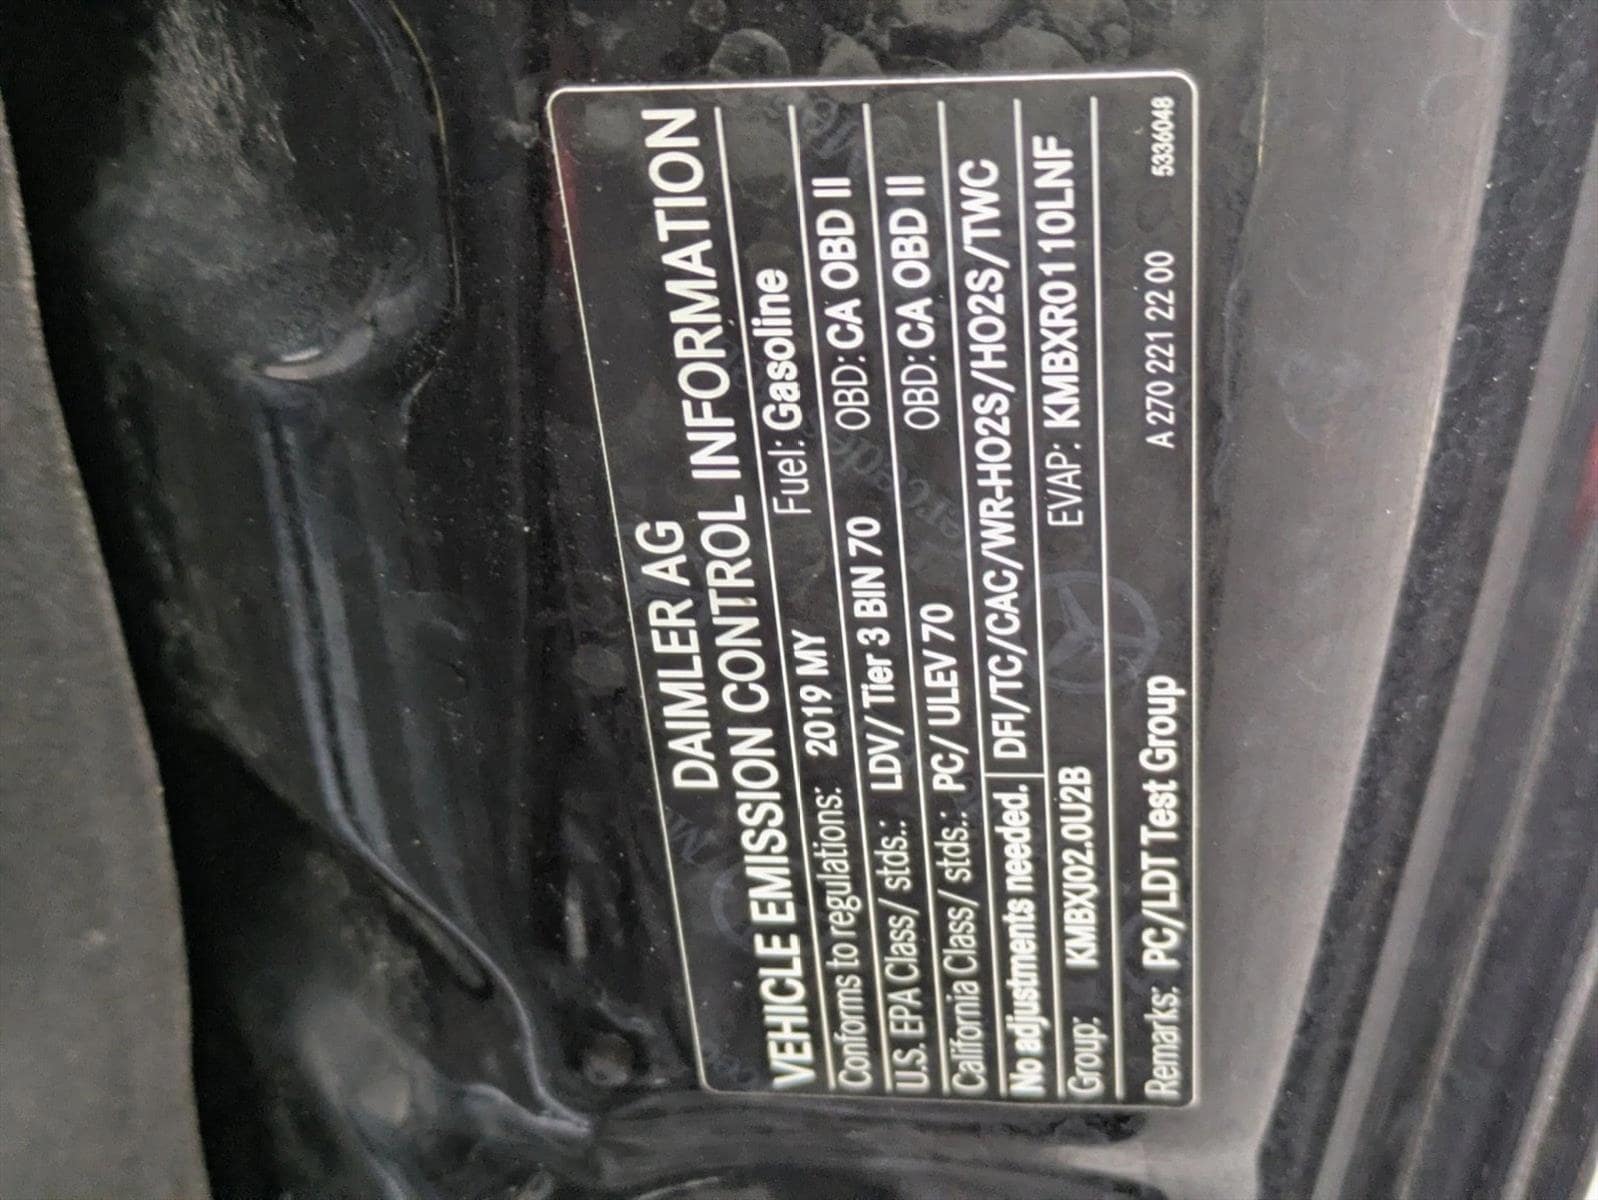 DAIMLER AG
VEHICLE EMISSION CONTROL INFORMATION
Conforms to regulations: 2019 MY Fuel: Gasoline
U.S. EPA Class/ stds.: LDV/ Tier 3 BIN 70 OBD: CA OBD II
California Class/ stds.: PC/ ULEV 70 OBD: CA OBD II
No adjustments needed. DFI/TC/CAC/WR-HO2S/HO2S/TWC
Group: KMBXJ02.0U2B EVAP: KMBXR0110LNF
Remarks: PC/LDT Test Group A 270 221 22 00 5336048